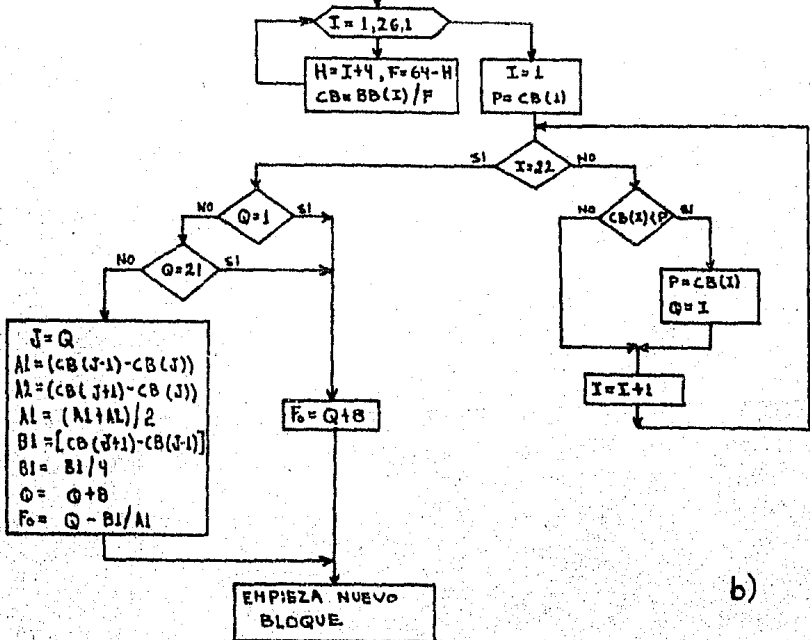 I=1,26,1
H=I+4, F=64-H
CB=BB(I)/F
I=1
P=CB(1)
SI
I=22
NO
NO
Q=1
SI
NO
CB(I)<P
SI
NO
Q=21
SI
P=CB(I)
Q=I
J=Q
A1=(CB(J-1)-CB(J))
A2=(CB(J+1)-CB(J))
A1=(A1+A2)/2
B1=[CB(J+1)-CB(J-1)]
B1= B1/4
Q= Q+8
Fo= Q-B1/A1
I=I+1
Fo=Q+8
EMPIEZA NUEVO
BLOQUE
b)